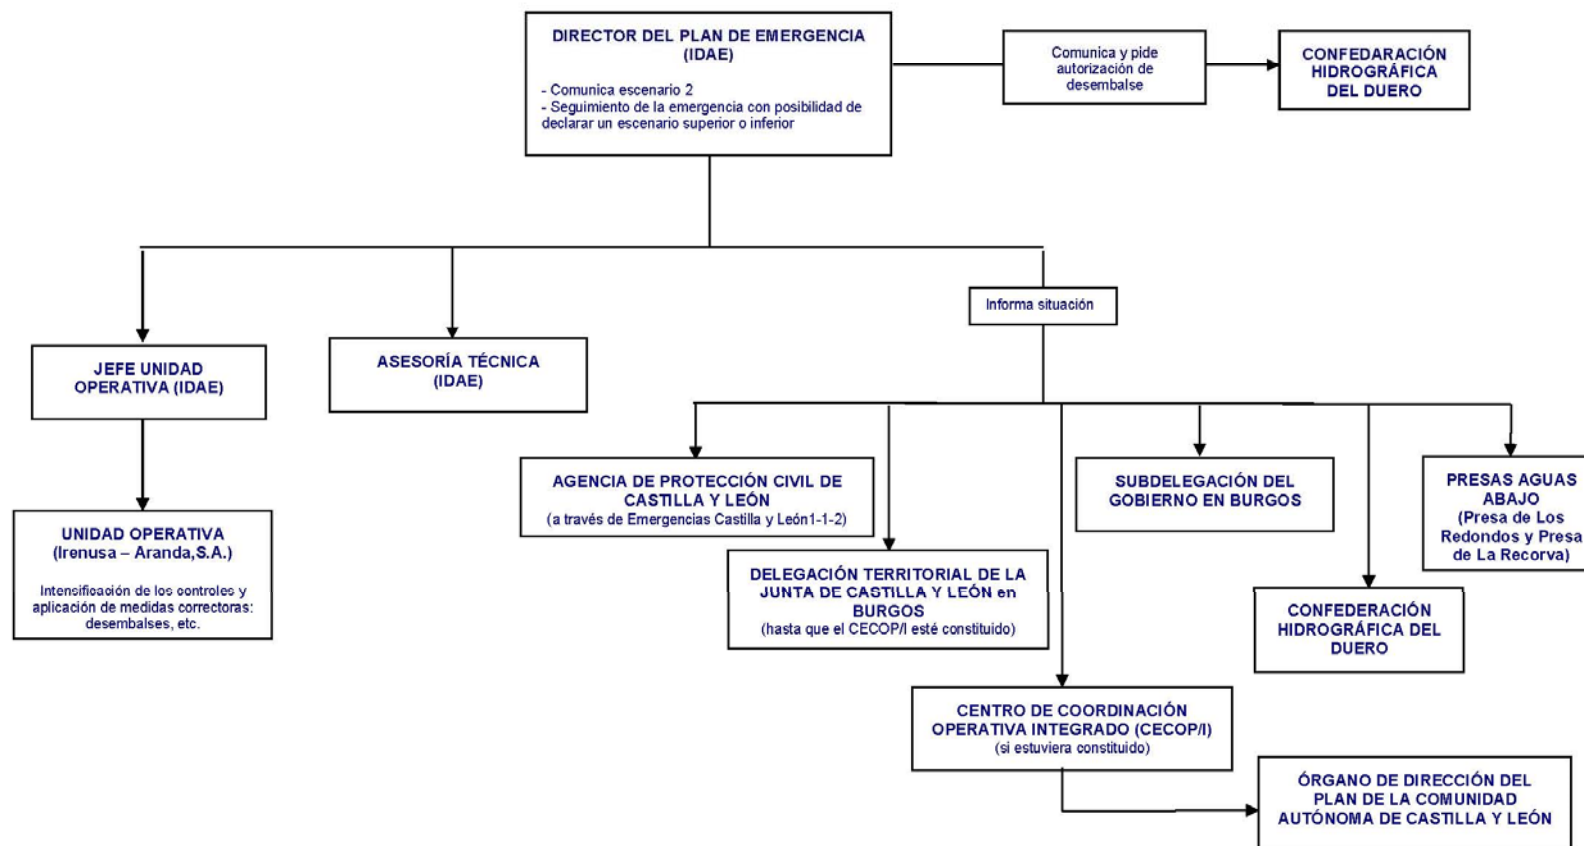 DIRECTOR DEL PLAN DE EMERGENCIA
(IDAE)
- Comunica escenario 2
- Seguimiento de la emergencia con posibilidad de
declarar un escenario superior o inferior
Comunica y pide
autorización de
desembalse
CONFEDARACIÓN
HIDROGRÁFICA
DEL DUERO
Informa situación
JEFE UNIDAD
OPERATIVA (IDAE)
ASESORÍA TÉCNICA
(IDAE)
UNIDAD OPERATIVA
(Irenusa – Aranda,S.A.)
Intensificación de los controles y
aplicación de medidas correctoras:
desembalses, etc.
AGENCIA DE PROTECCIÓN CIVIL DE
CASTILLA Y LEÓN
(a través de Emergencias Castilla y León1-1-2)
DELEGACIÓN TERRITORIAL DE LA
JUNTA DE CASTILLA Y LEÓN en
BURGOS
(hasta que el CECOP/I esté constituido)
SUBDELEGACIÓN DEL
GOBIERNO EN BURGOS
PRESAS AGUAS
ABAJO
(Presa de Los
Redondos y Presa
de La Recorva)
CONFEDERACIÓN
HIDROGRÁFICA DEL
DUERO
CENTRO DE COORDINACIÓN
OPERATIVA INTEGRADO (CECOP/I)
(si estuviera constituido)
ÓRGANO DE DIRECCIÓN DEL
PLAN DE LA COMUNIDAD
AUTÓNOMA DE CASTILLA Y LEÓN